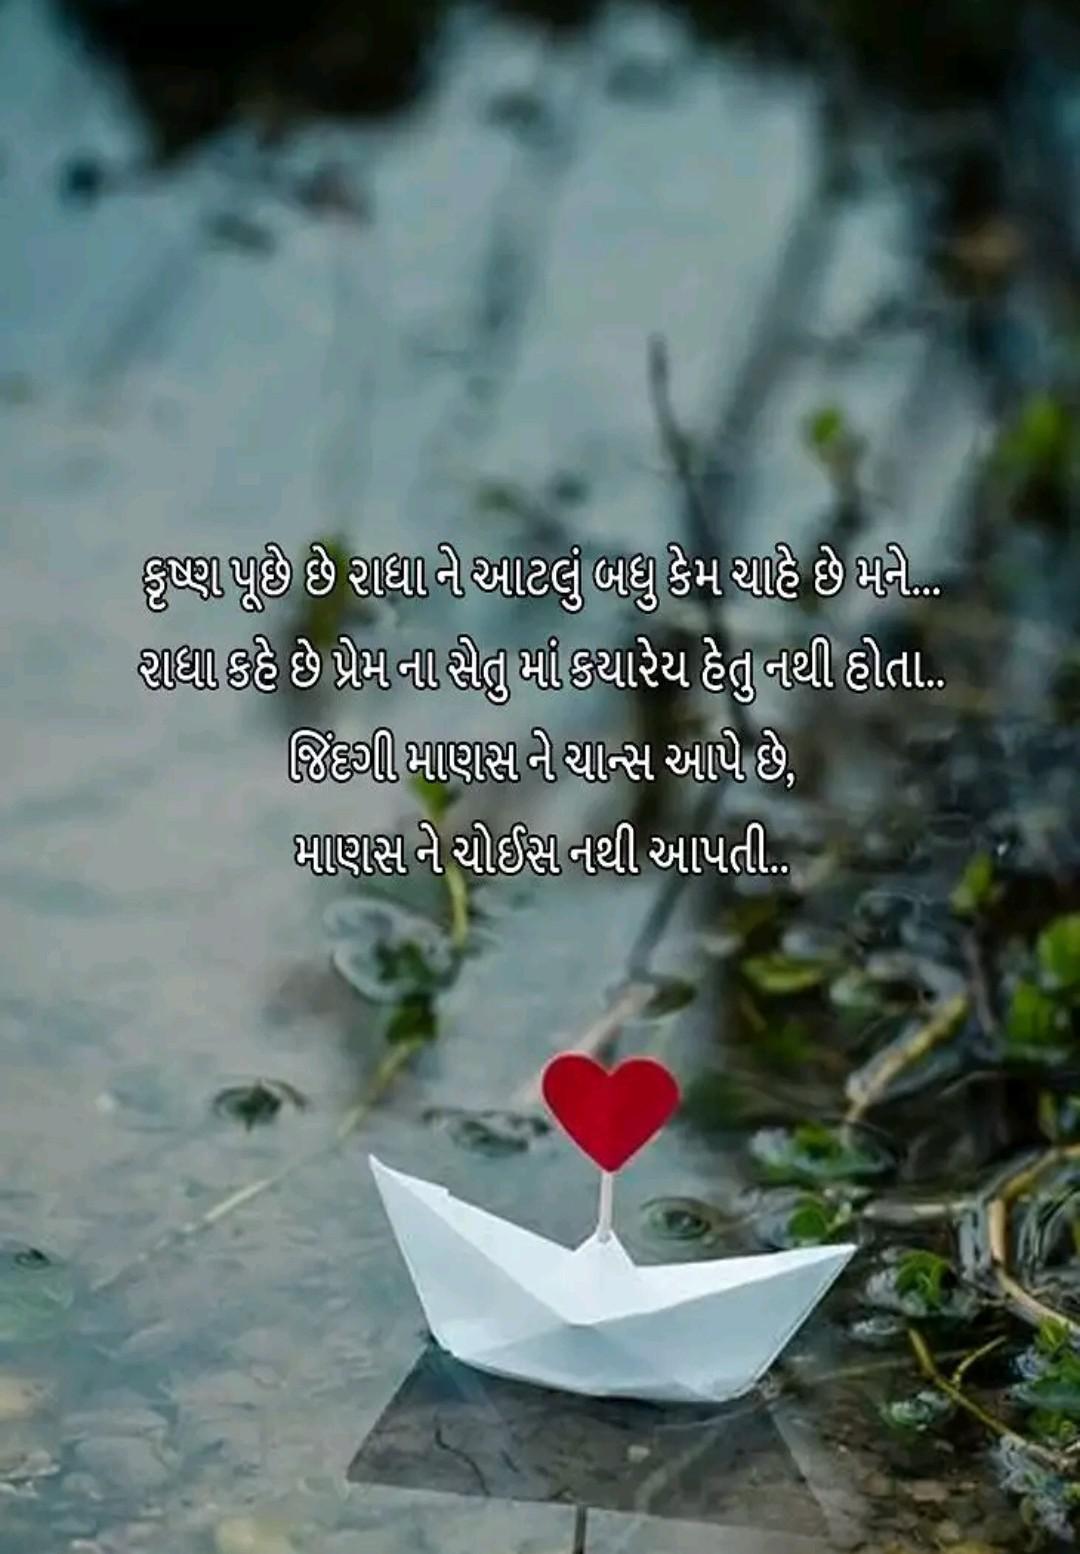 કૃષ્ણ પૂછે છે રાધા ને આટલું બધુ કેમ ચાહે છે મને...
રાધા કહે છે પ્રેમ ના સેતુ માં કયારેય હેતુ નથી હોતા..
જિંદગી માણસ ને ચાન્સ આપે છે,
માણસ ને ચોઈસ નથી આપતી..